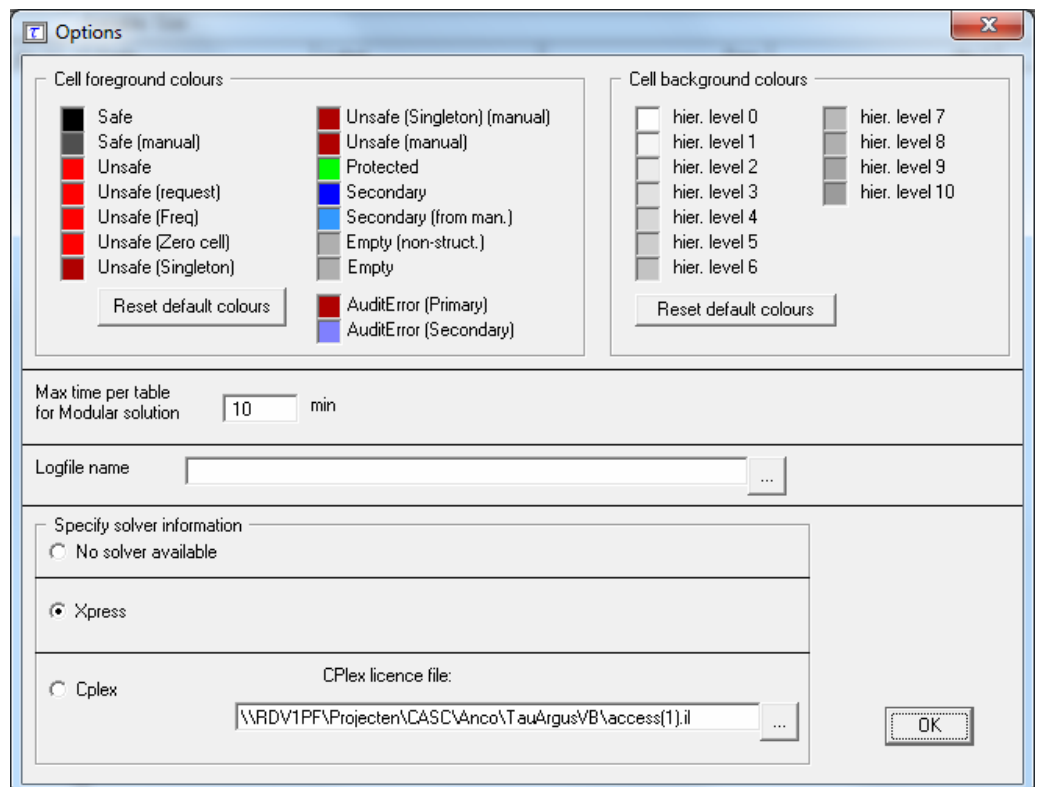 τ Options
Cell foreground colours
Safe
Safe (manual)
Unsafe
Unsafe (request)
Unsafe (Freq)
Unsafe (Zero cell)
Unsafe (Singleton)
Reset default colours
Unsafe (Singleton) (manual)
Unsafe (manual)
Protected
Secondary
Secondary (from man.)
Empty (non-struct.)
Empty
AuditError (Primary)
AuditError (Secondary)
Cell background colours
hier. level 0
hier. level 1
hier. level 2
hier. level 3
hier. level 4
hier. level 5
hier. level 6
hier. level 7
hier. level 8
hier. level 9
hier. level 10
Reset default colours
Max time per table
for Modular solution
10 min
Logfile name
...
Specify solver information
No solver available
Xpress
Cplex
CPlex licence file:
\\RDV1PF\Projecten\CASC\Anco\TauArgusVB\access(1).il
...
OK